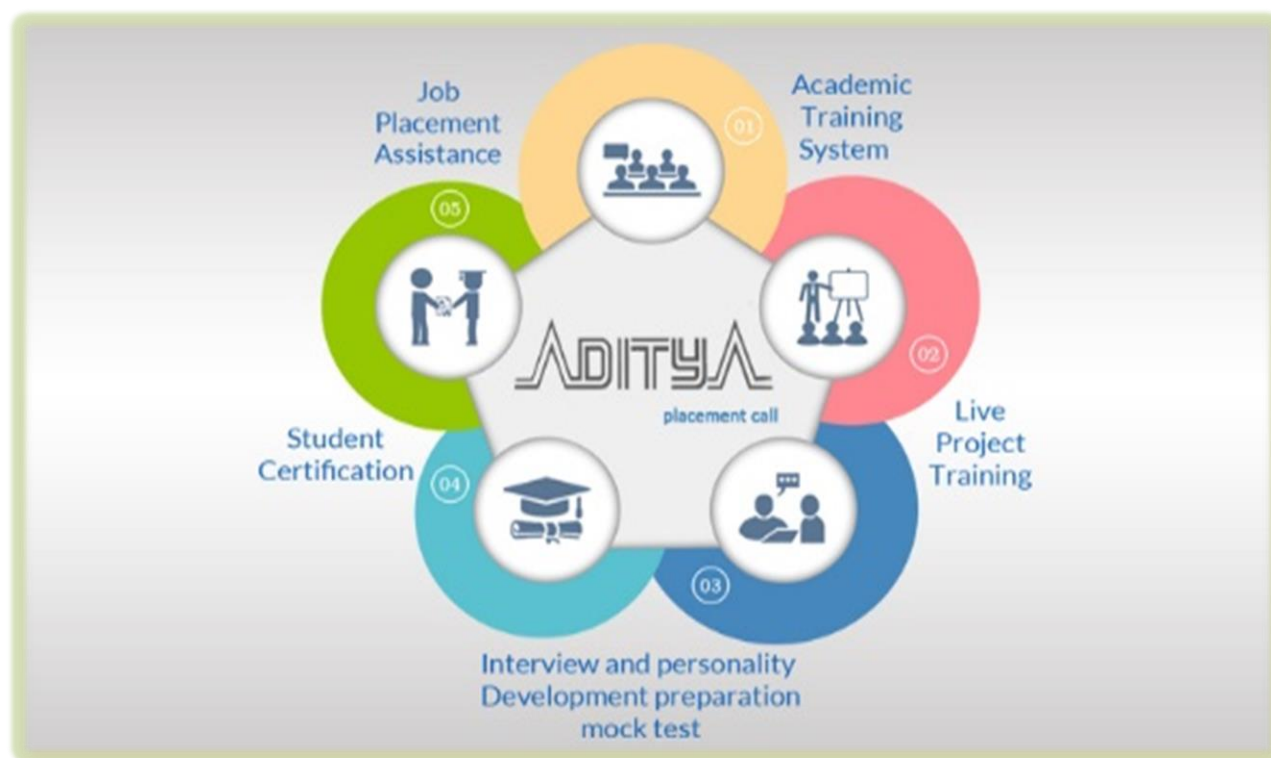 01
Academic
Training
System
02
Live
Project
Training
03
Interview and personality
Development preparation
mock test
04
Student
Certification
05
Job
Placement
Assistance
ADITYA
placement call